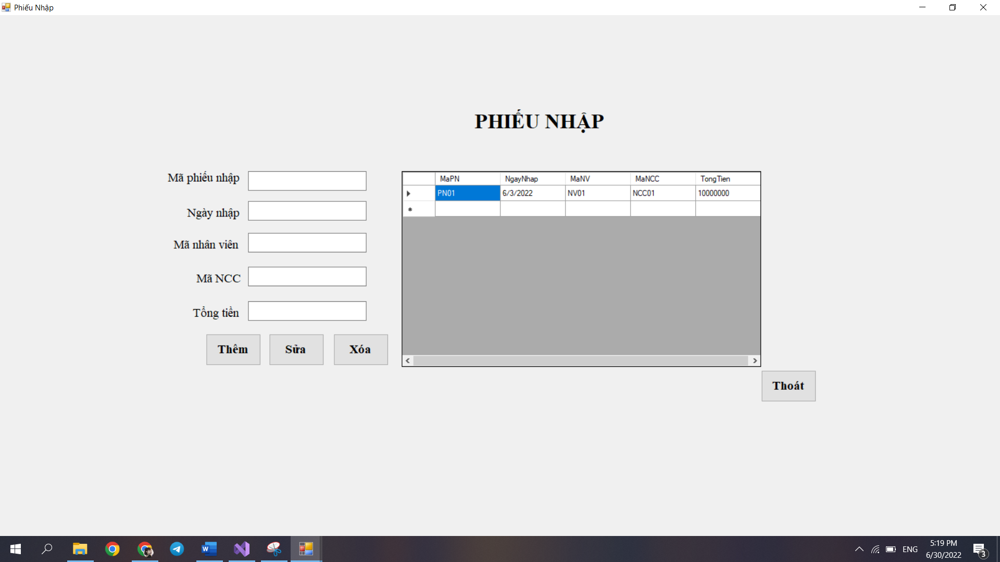 Phiếu Nhập
PHIẾU NHẬP
Mã phiếu nhập
Ngày nhập
Mã nhân viên
Mã NCC
Tổng tiền
Thêm Sửa Xóa
MaPN NgayNhap MaNV MaNCC TongTien
PN01 6/3/2022 NV01 NCC01 10000000
Thoát
ENG
5:19 PM
6/30/2022
3